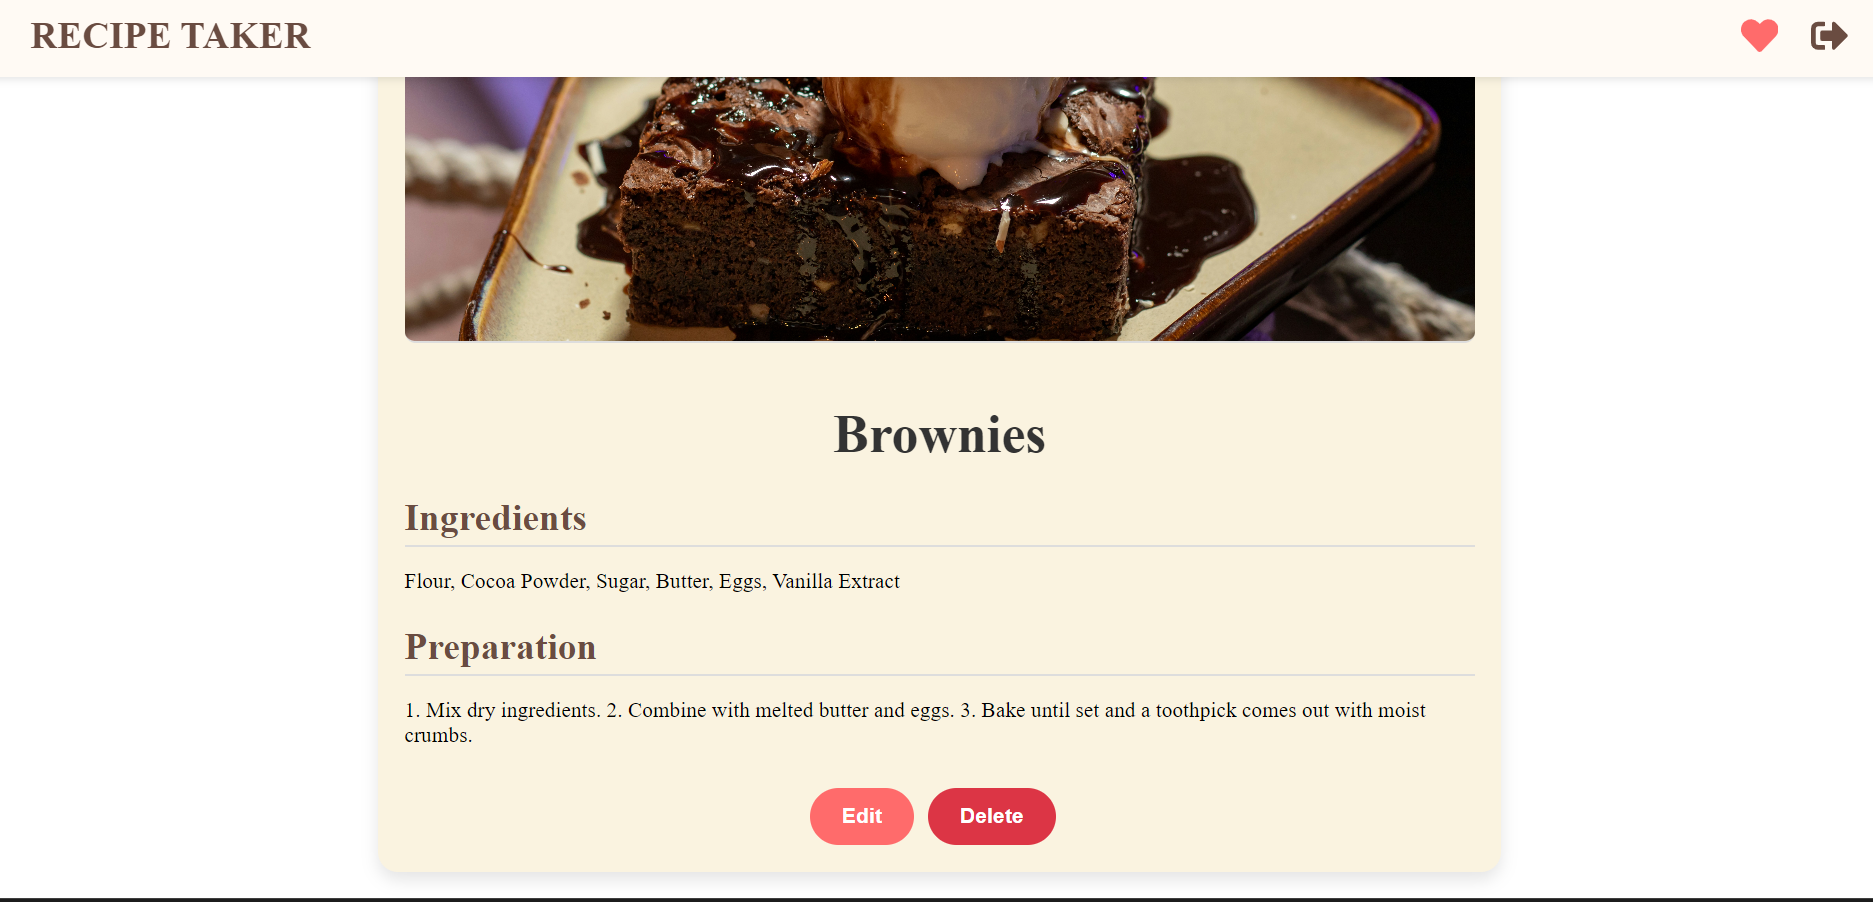 RECIPE TAKER
Brownies
Ingredients
Flour, Cocoa Powder, Sugar, Butter, Eggs, Vanilla Extract
Preparation
1. Mix dry ingredients. 2. Combine with melted butter and eggs. 3. Bake until set and a toothpick comes out with moist
crumbs.
Edit
Delete